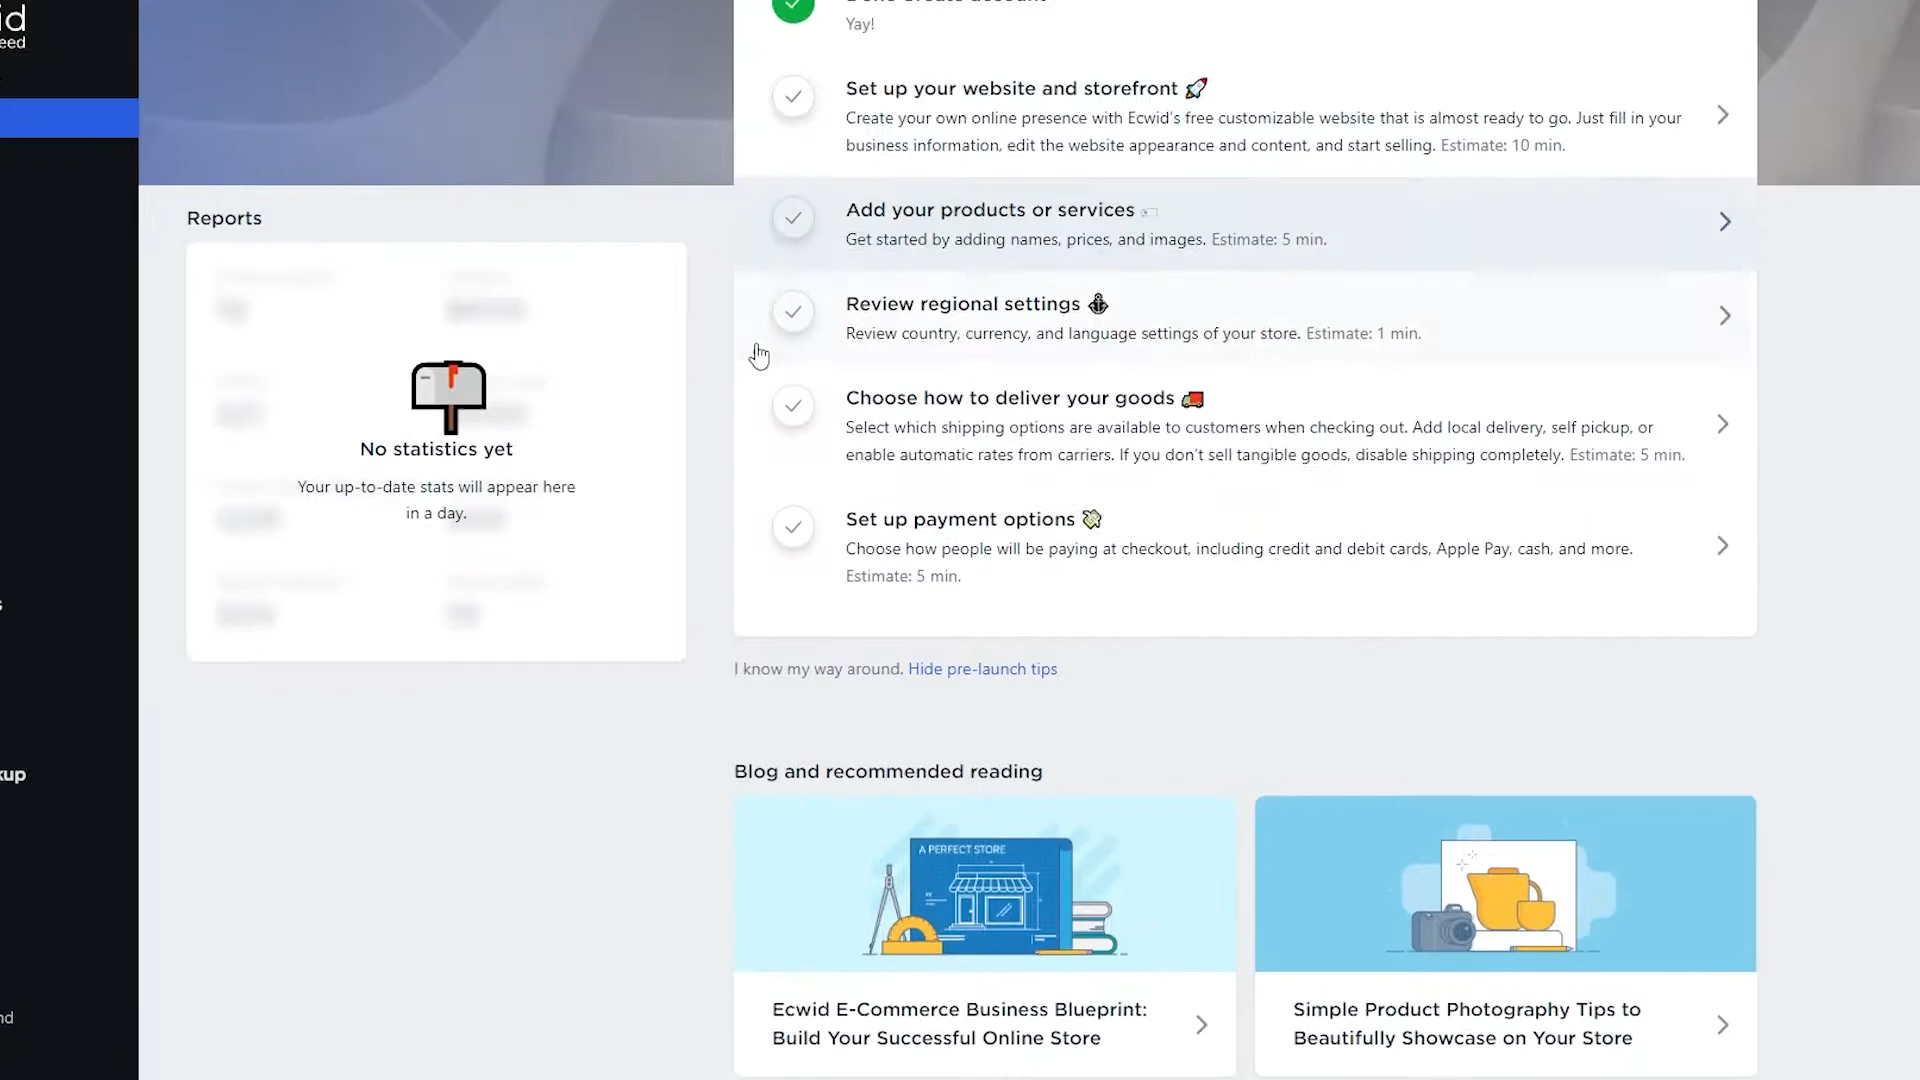 id
eed
Yay!
Set up your website and storefront
Create your own online presence with Ecwid's free customizable website that is almost ready to go. Just fill in your
business information, edit the website appearance and content, and start selling. Estimate: 10 min.
Add your products or services
Get started by adding names, prices, and images. Estimate: 5 min.
Review regional settings
Review country, currency, and language settings of your store. Estimate: 1 min.
Choose how to deliver your goods
Select which shipping options are available to customers when checking out. Add local delivery, self pickup, or
enable automatic rates from carriers. If you don't sell tangible goods, disable shipping completely. Estimate: 5 min.
Set up payment options
Choose how people will be paying at checkout, including credit and debit cards, Apple Pay, cash, and more.
Estimate: 5 min.
I know my way around. Hide pre-launch tips
Reports
No statistics yet
Your up-to-date stats will appear here
in a day.
s
kup
nd
Blog and recommended reading
A PERFECT STORE
Ecwid E-Commerce Business Blueprint:
Build Your Successful Online Store
Simple Product Photography Tips to
Beautifully Showcase on Your Store